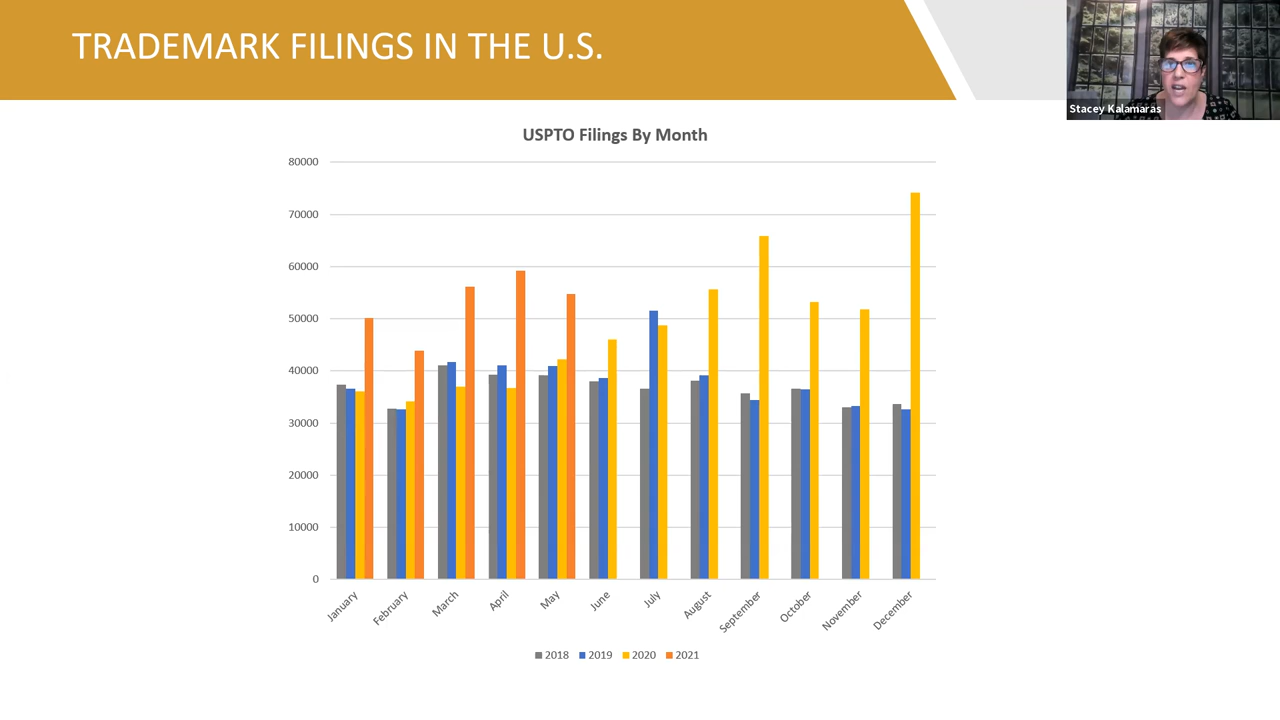 TRADEMARK FILINGS IN THE U.S.
Stacey Kalamaras
USPTO Filings By Month
80000
70000
60000
50000
40000
30000
20000
10000
0
January
February
March
April
May
June
July
August
September
October
November
December
2018 2019 2020 2021